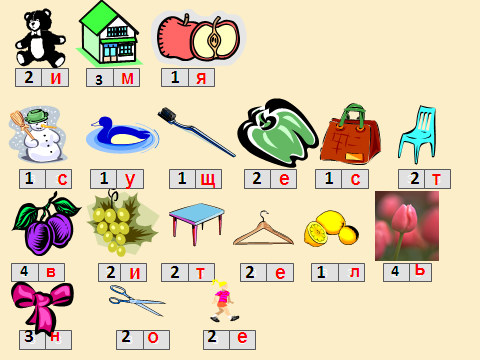 2 и 3 м 1 я
1 с 1 у 1 щ 2 е 1 с 2 т
4 в 2 и 2 т 2 е 1 л 4 ь
3 н 2 о 2 е